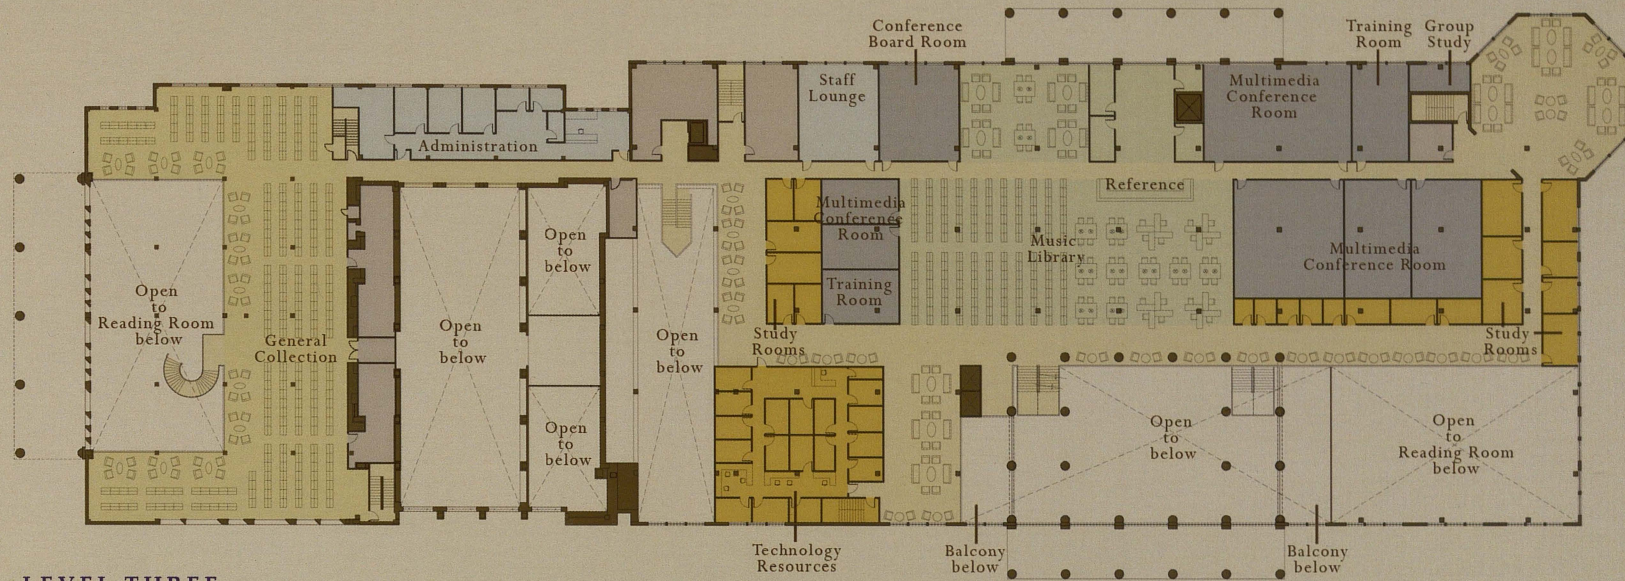 Conference
Board Room
Training
Room
Group
Study
Staff
Lounge
Multimedia
Conference
Room
Administration
Reference
Multimedia
Conference
Room
Open
to
below
Music
Library
Multimedia
Conference Room
Open
to
Reading Room
below
Training
Room
General
Collection
Open
to
below
Open
to
below
Study
Rooms
Study
Rooms
Open
to
below
Open
to
below
Open
to
Reading Room
below
Technology
Resources
Balcony
below
Balcony
below
LEVEL THREE